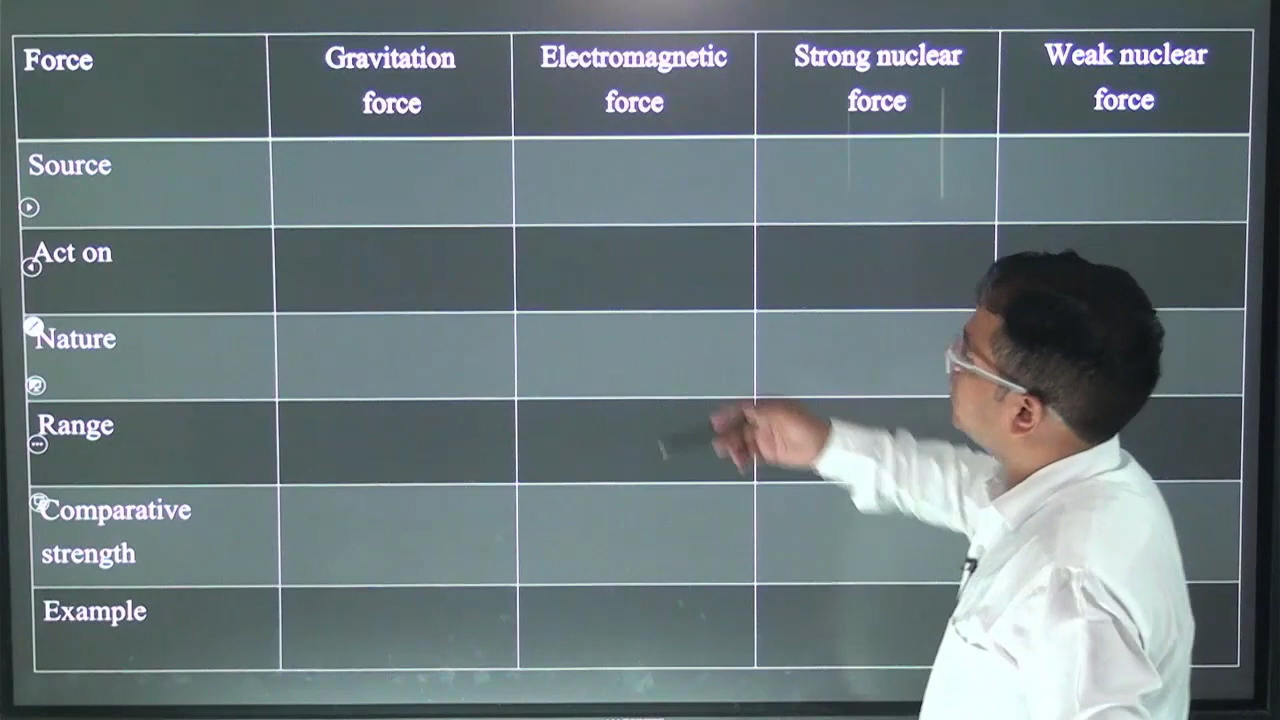 Force
Gravitation
force
Electromagnetic
force
Strong nuclear
force
Weak nuclear
force
Source
Act on
Nature
Range
Comparative
strength
Example